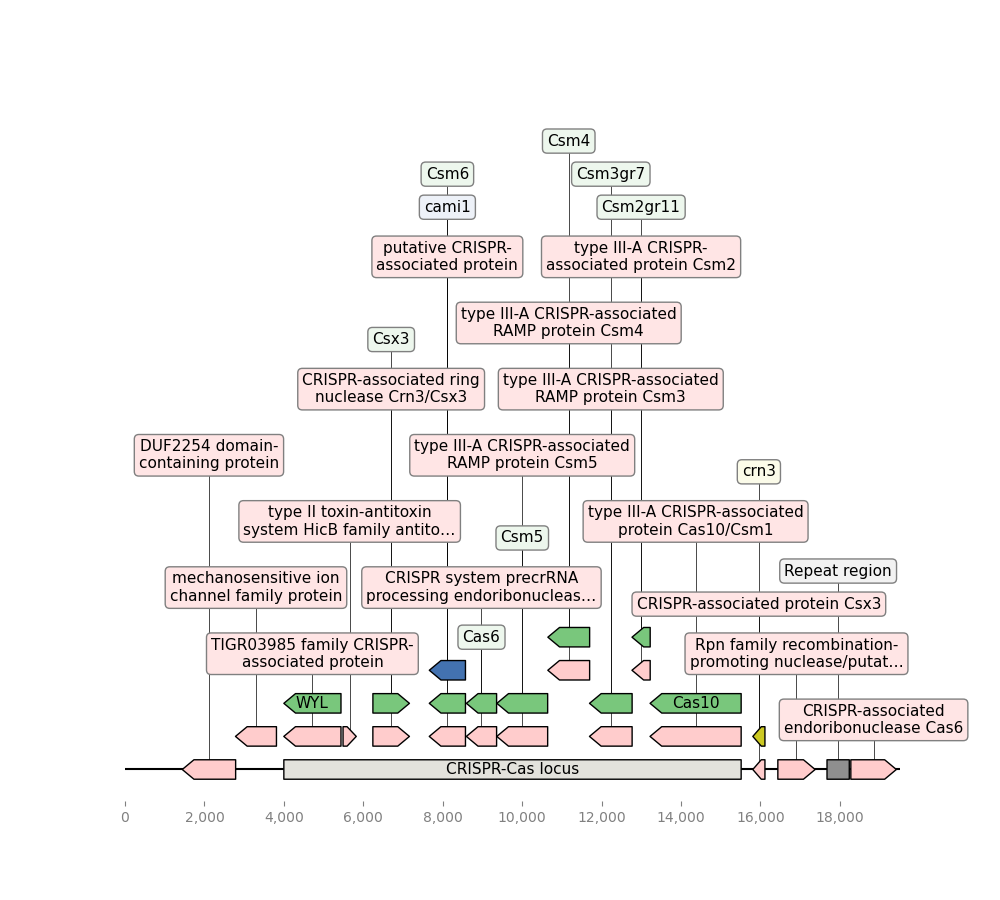 Csm4
Csm6
Csm3gr7
cami1
Csm2gr11
putative CRISPR-
associated protein
type III-A CRISPR-
associated protein Csm2
type III-A CRISPR-associated
RAMP protein Csm4
Csx3
CRISPR-associated ring
nuclease Crn3/Csx3
type III-A CRISPR-associated
RAMP protein Csm3
DUF2254 domain-
containing protein
type III-A CRISPR-associated
RAMP protein Csm5
crn3
type II toxin-antitoxin
system HicB family antito…
type III-A CRISPR-associated
protein Cas10/Csm1
Csm5
Repeat region
mechanosensitive ion
channel family protein
CRISPR system precrRNA
processing endoribonucleas…
CRISPR-associated protein Csx3
Cas6
TIGR03985 family CRISPR-
associated protein
Rpn family recombination-
promoting nuclease/putat…
WYL
Cas10
CRISPR-associated
endoribonuclease Cas6
CRISPR-Cas locus
0
2,000
4,000
6,000
8,000
10,000
12,000
14,000
16,000
18,000